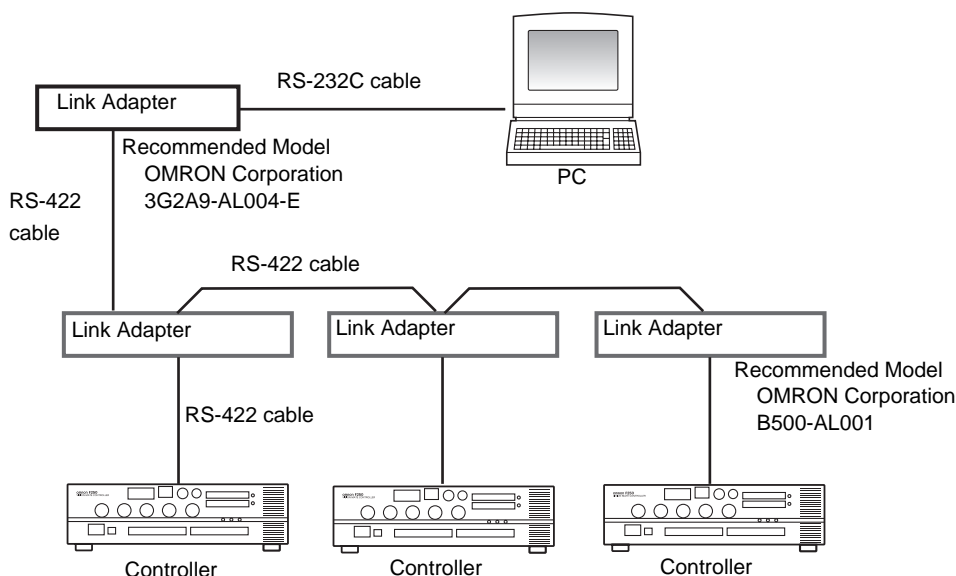 RS-232C cable
Link Adapter
Recommended Model
OMRON Corporation
3G2A9-AL004-E
PC
RS-422
cable
RS-422 cable
Link Adapter
Link Adapter
Link Adapter
Recommended Model
OMRON Corporation
B500-AL001
RS-422 cable
Controller
Controller
Controller